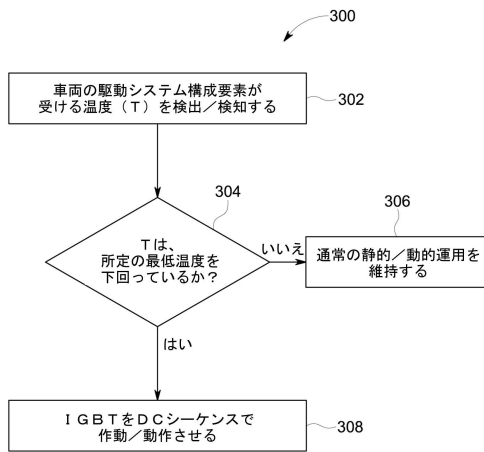 300
車両の駆動システム構成要素が
受ける温度（T）を検出／検知する
302
304
Tは、
所定の最低温度を
下回っているか？
いいえ
306
通常の静的／動的運用を
維持する
はい
IGBTをDCシーケンスで
作動／動作させる
308